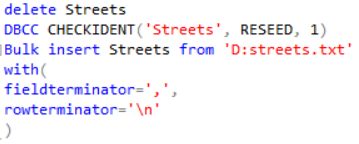 delete Streets
DBCC CHECKIDENT('Streets', RESEED, 1)
Bulk insert Streets from 'D:streets.txt'
with(
fieldterminator=',',
rowterminator='\n'
)